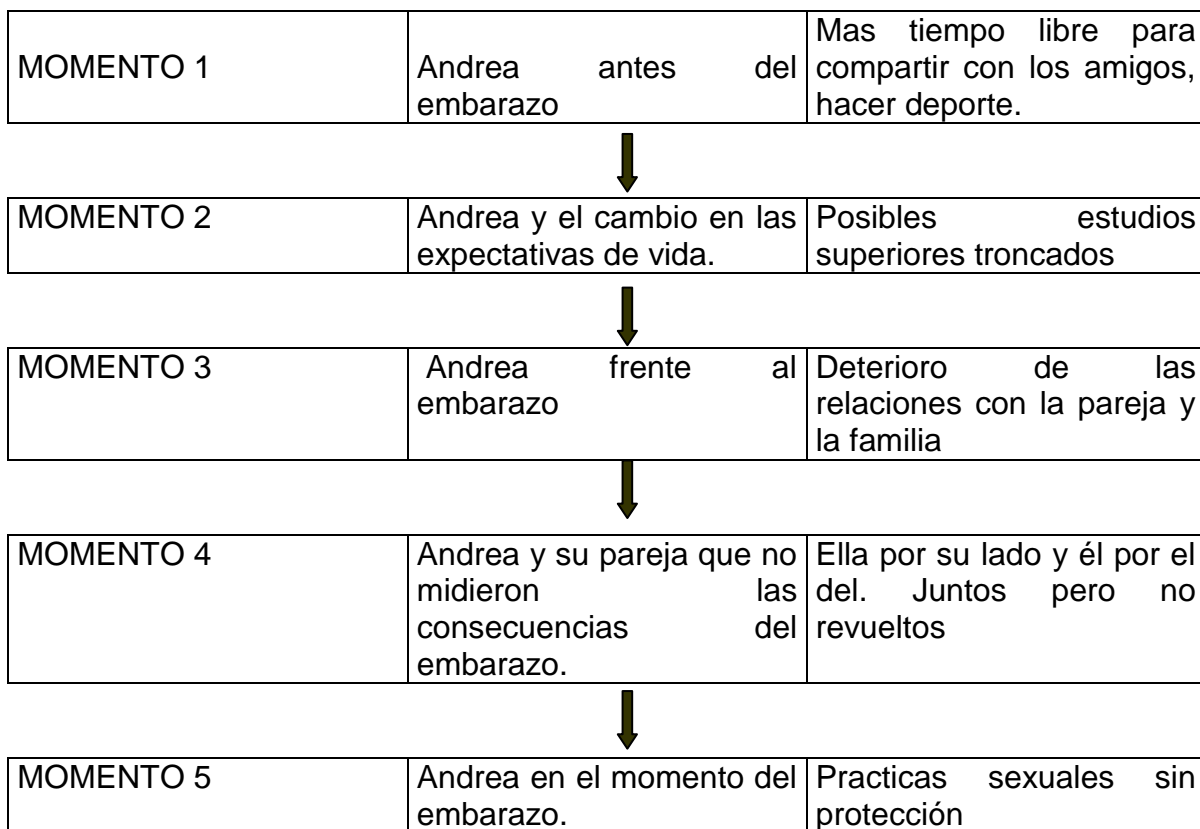 MOMENTO 1
Andrea antes del
embarazo
Mas tiempo libre para
compartir con los amigos,
hacer deporte.
MOMENTO 2
Andrea y el cambio en las
expectativas de vida.
Posibles estudios
superiores troncados
MOMENTO 3
Andrea frente al
embarazo
Deterioro de las
relaciones con la pareja y
la familia
MOMENTO 4
Andrea y su pareja que no
midieron las
consecuencias del
embarazo.
Ella por su lado y él por el
del. Juntos pero no
revueltos
MOMENTO 5
Andrea en el momento del
embarazo.
Practicas sexuales sin
protección